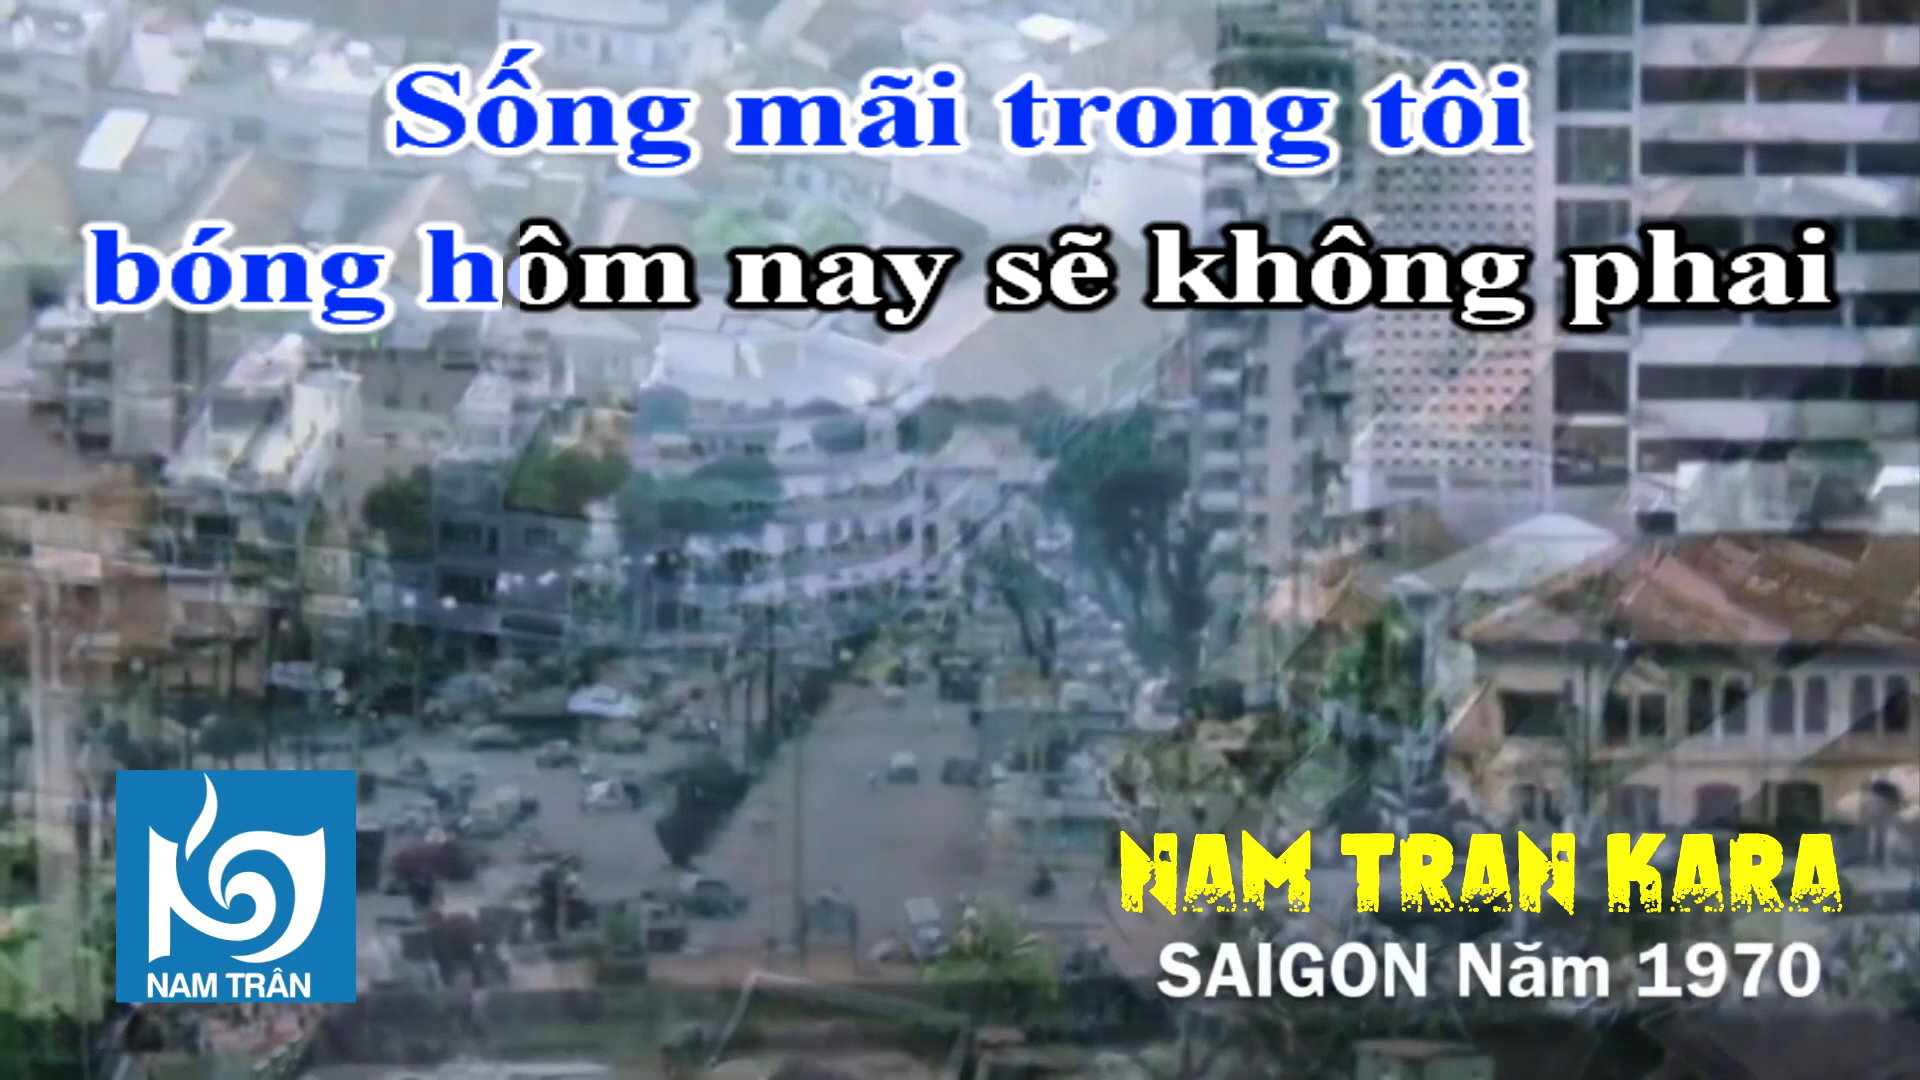 Sống mãi trong tôi
bóng hôm nay sẽ không phai
NAM TRAN KARA
SAIGON Năm 1970
NAM TRÂN